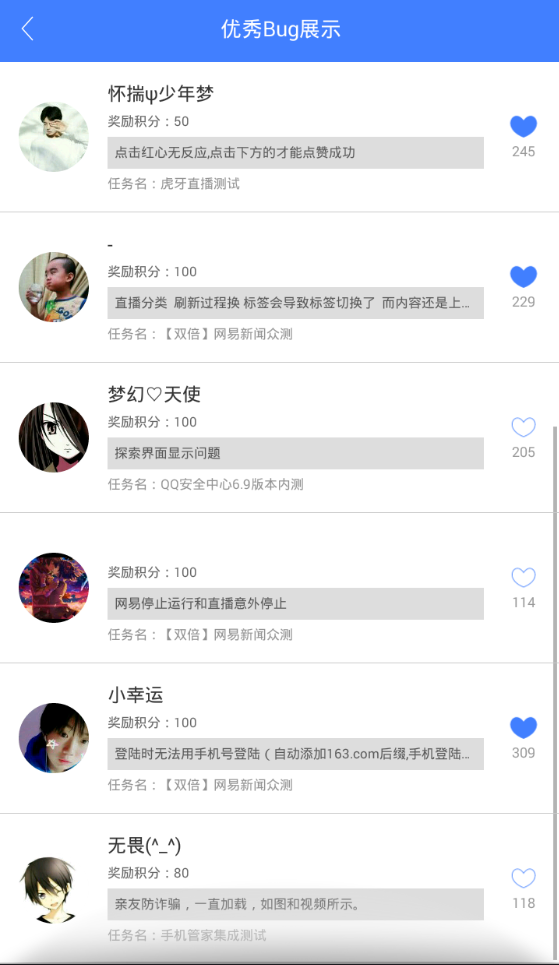 优秀Bug展示
怀揣ψ少年梦
奖励积分：50
点击红心无反应,点击下方的才能点赞成功
245
任务名：虎牙直播测试
-
奖励积分：100
直播分类 刷新过程换 标签会导致标签切换了 而内容还是上...
229
任务名：【双倍】网易新闻众测
梦幻♡天使
奖励积分：100
探索界面显示问题
205
任务名：QQ安全中心6.9版本内测
奖励积分：100
网易停止运行和直播意外停止
114
任务名：【双倍】网易新闻众测
小幸运
奖励积分：100
登陆时无法用手机号登陆（自动添加163.com后缀,手机登陆...
309
任务名：【双倍】网易新闻众测
无畏(^_^)
奖励积分：80
亲友防诈骗，一直加载，如图和视频所示。
118
任务名：手机管家集成测试